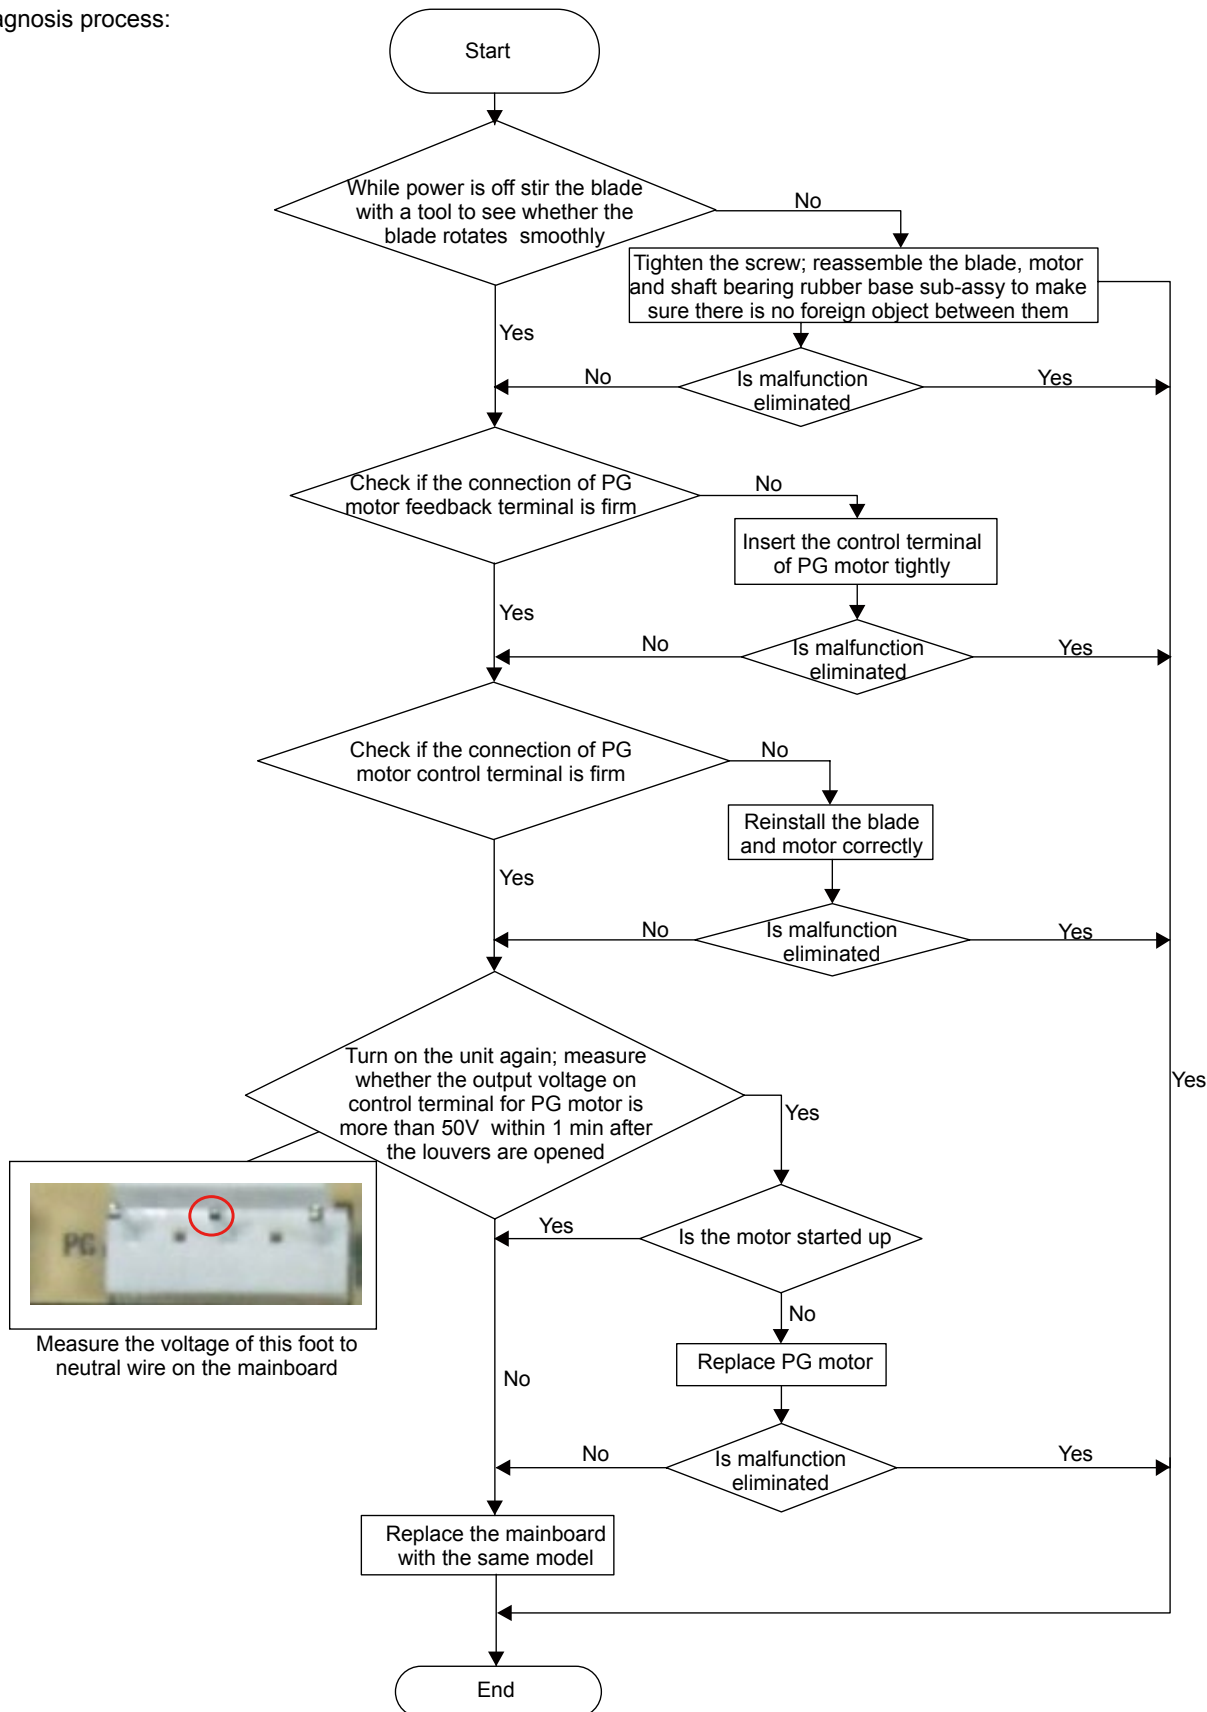 agnosis process:
Start
While power is off stir the blade
with a tool to see whether the
blade rotates smoothly
No
Tighten the screw; reassemble the blade, motor
and shaft bearing rubber base sub-assy to make
sure there is no foreign object between them
Yes
No
Is malfunction
eliminated
Yes
Check if the connection of PG
motor feedback terminal is firm
No
Insert the control terminal
of PG motor tightly
Yes
No
Is malfunction
eliminated
Yes
Check if the connection of PG
motor control terminal is firm
No
Reinstall the blade
and motor correctly
Yes
No
Is malfunction
eliminated
Yes
Turn on the unit again; measure
whether the output voltage on
control terminal for PG motor is
more than 50V within 1 min after
the louvers are opened
Yes
Yes
PG
Measure the voltage of this foot to
neutral wire on the mainboard
Yes
Is the motor started up
No
Replace PG motor
No
No
Is malfunction
eliminated
Yes
Replace the mainboard
with the same model
End